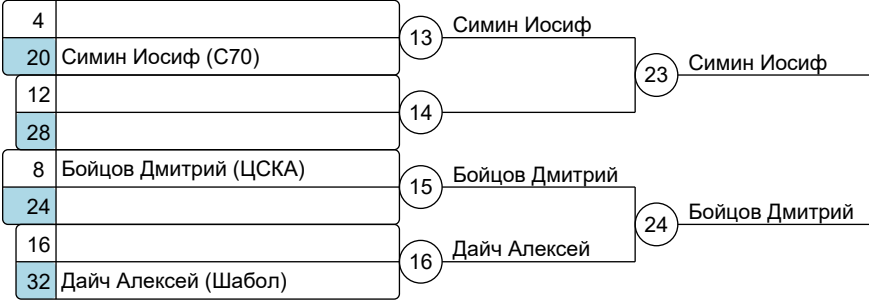 4
20 Симин Иосиф (С70)
13 Симин Иосиф
23 Симин Иосиф
12
28
14
8 Бойцов Дмитрий (ЦСКА)
24
15 Бойцов Дмитрий
24 Бойцов Дмитрий
16
32 Дайч Алексей (Шабол)
16 Дайч Алексей